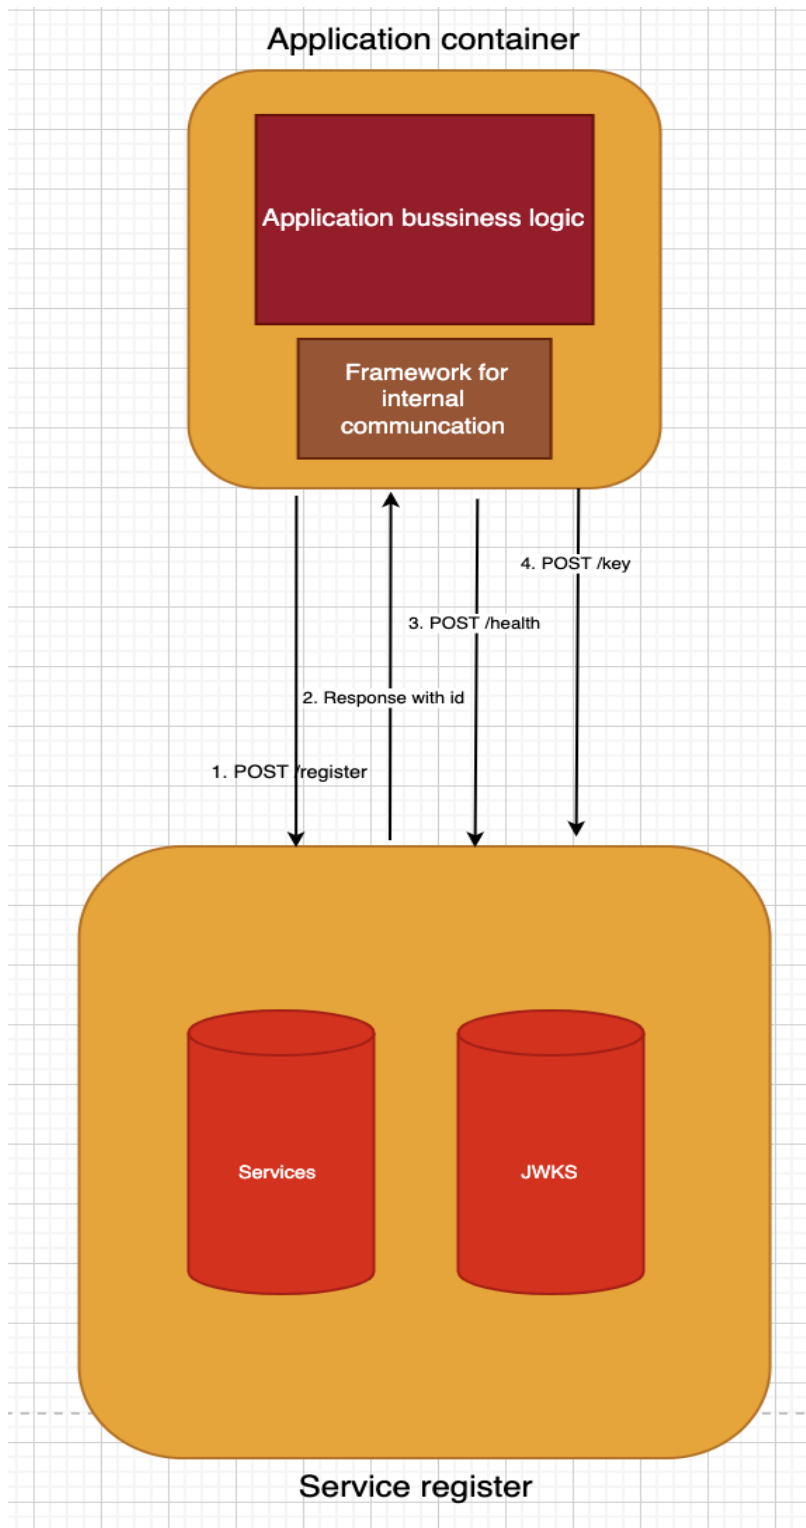 Application container
Application bussiness logic
Framework for
internal
communcation
4. POST /key
3. POST /health
2. Response with id
1. POST /register
Services
JWKS
Service register